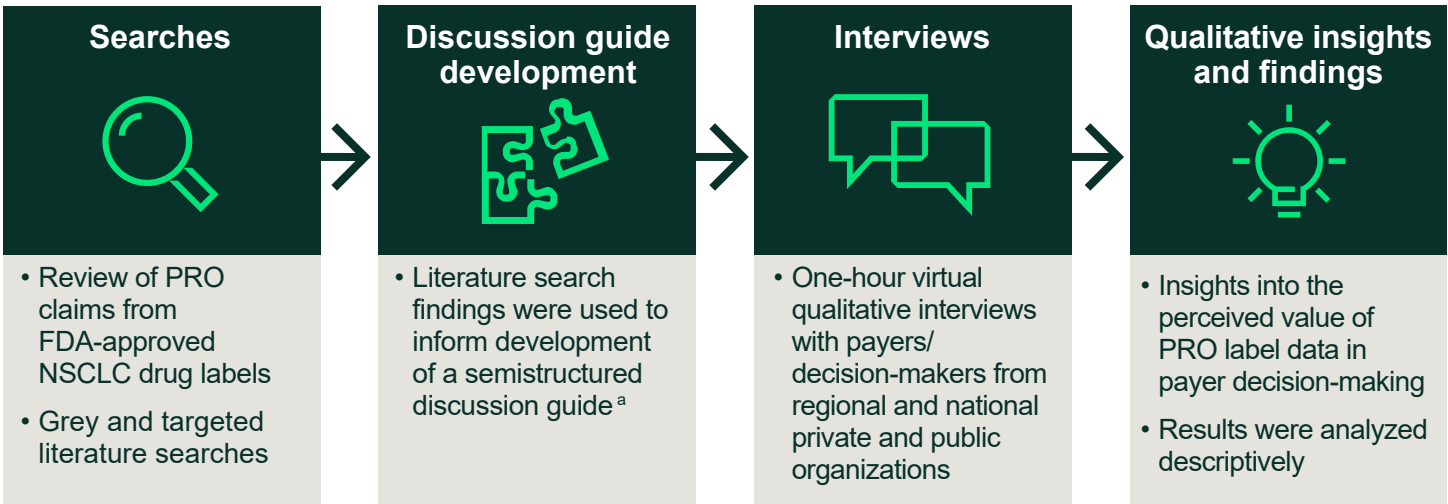 Searches
• Review of PRO
claims from
FDA-approved
NSCLC drug labels
• Grey and targeted
literature searches
Discussion guide
development
• Literature search
findings were used to
inform development
of a semistructured
discussion guide a
Interviews
• One-hour virtual
qualitative interviews
with payers/
decision-makers from
regional and national
private and public
organizations
Qualitative insights
and findings
• Insights into the
perceived value of
PRO label data in
payer decision-making
• Results were analyzed
descriptively